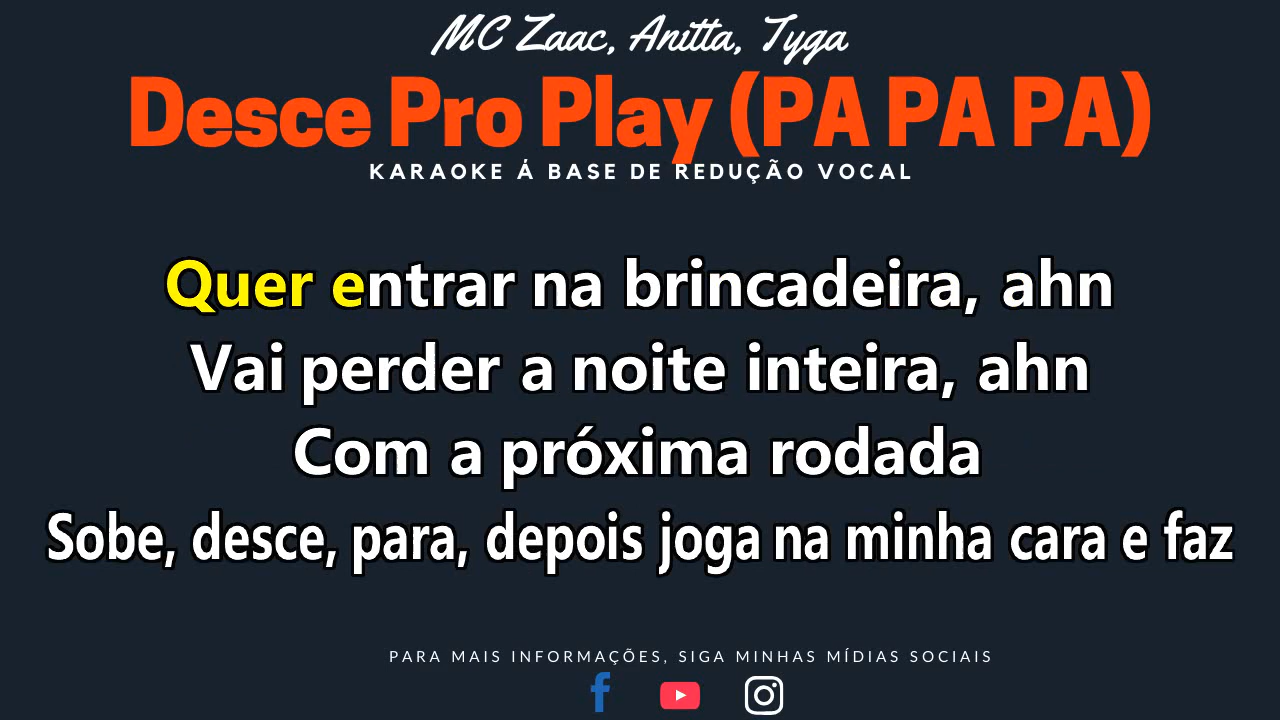 MC Zaac, Anitta, Tyga
Desce Pro Play (PA PA PA)
KARAOKE Á BASE DE REDUÇÃO VOCAL
Quer entrar na brincadeira, ahn
Vai perder a noite inteira, ahn
Com a próxima rodada
Sobe, desce, para, depois joga na minha cara e faz
PARA MAIS INFORMAÇÕES, SIGA MINHAS MÍDIAS SOCIAIS